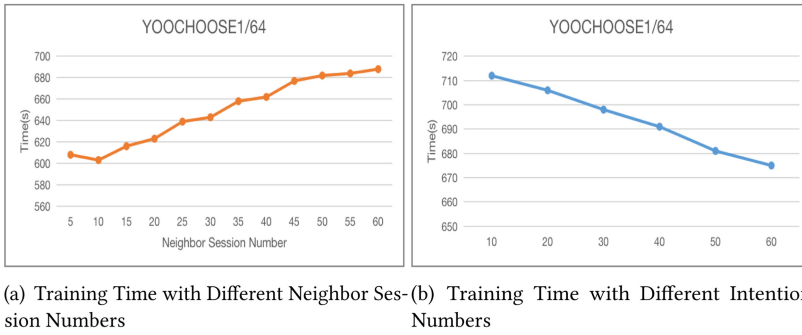 YOOCHOOSE1/64
700
680
660
640
620
600
580
560
Time(s)
5 10 15 20 25 30 35 40 45 50 55 60
Neighbor Session Number
YOOCHOOSE1/64
720
710
700
690
680
670
660
650
Time(s)
10 20 30 40 50 60
(a) Training Time with Different Neighbor Ses-
sion Numbers
(b) Training Time with Different Intention
Numbers